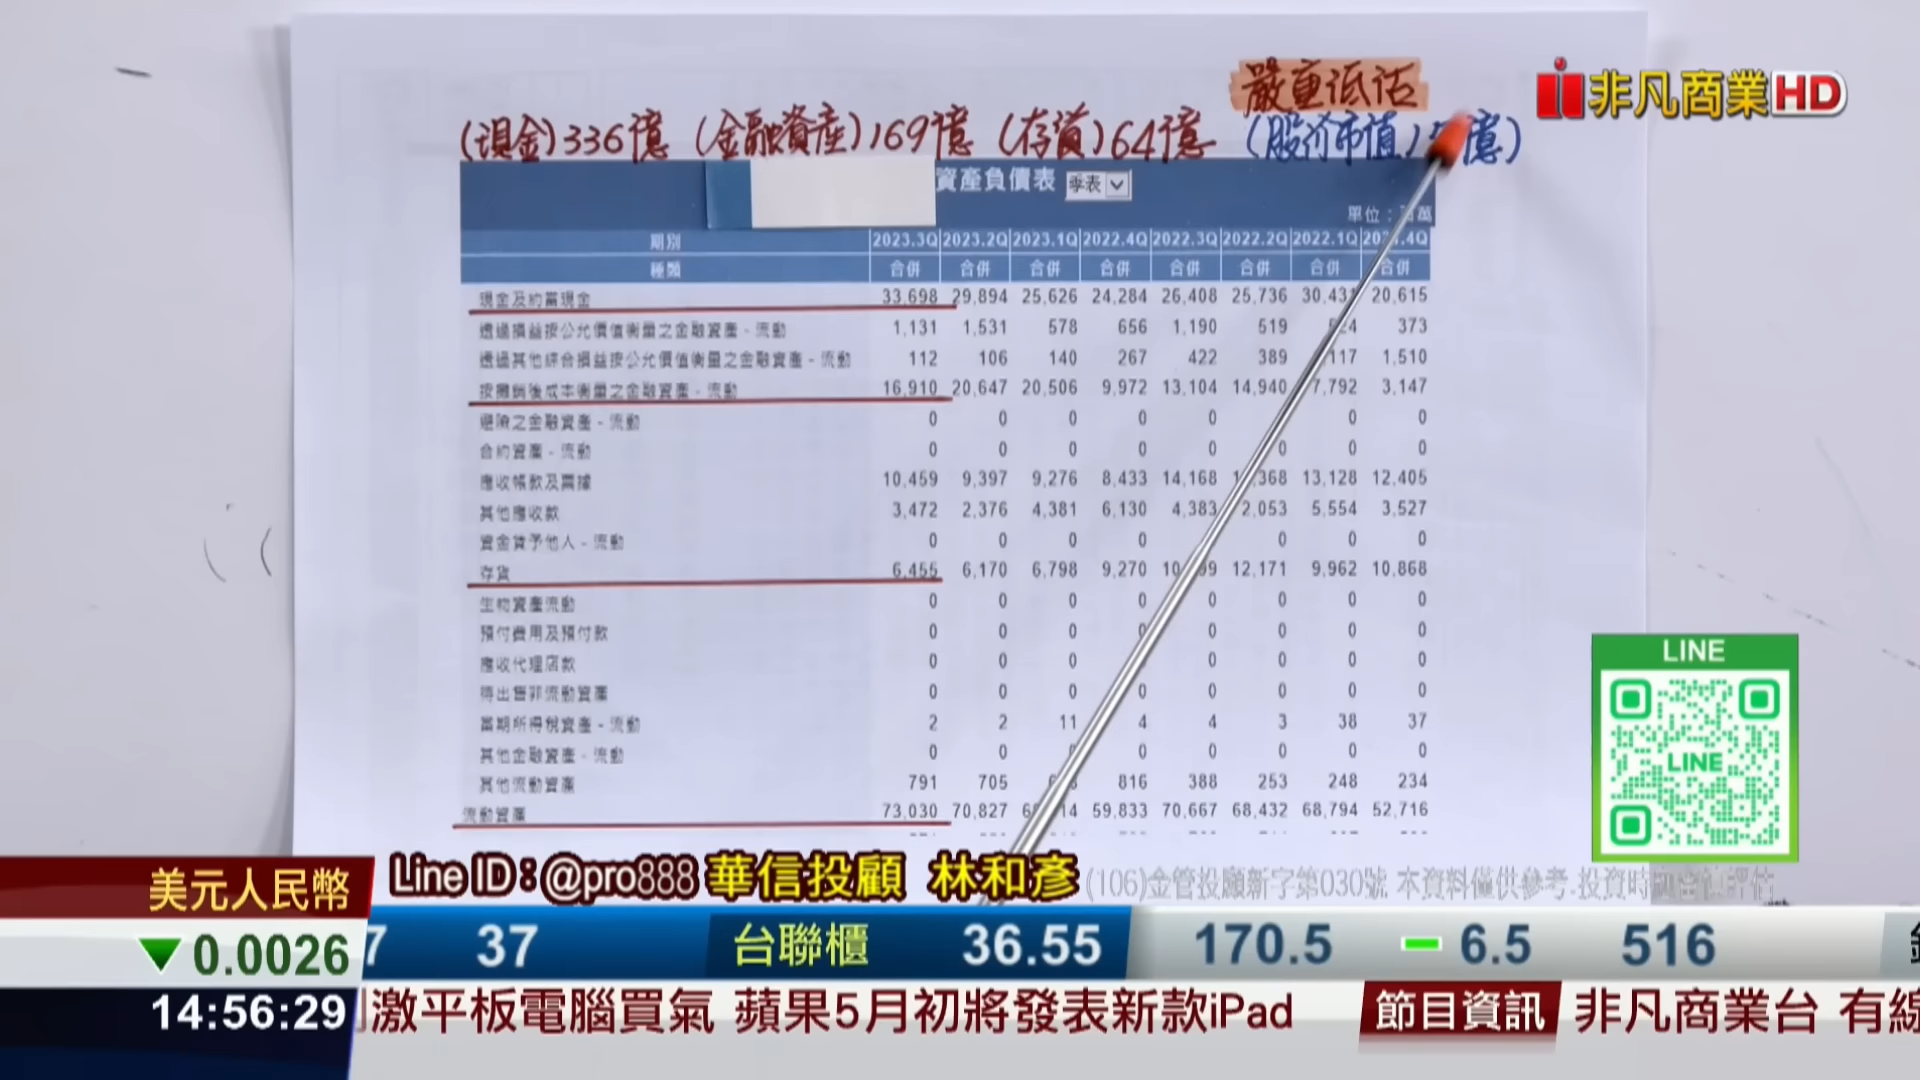 嚴重低估
非凡商業HD
(現金)336億 (金融資產)169億 (存貨)64億 (股价市值)1 億)
資產負債表 季表
單位：百萬
期別 2023.3Q 2023.2Q 2023.1Q 2022.4Q 2022.3Q 2022.2Q 2022.1Q 2021.4Q
種類 合併 合併 合併 合併 合併 合併 合併 合併
現金及約當現金 33,698 29,894 25,626 24,284 26,408 25,736 30,431 20,615
透過損益按公允價值衡量之金融資產－流動 1,131 1,531 578 656 1,190 519 373
透過其他綜合損益按公允價值衡量之金融資產－流動 112 106 140 267 422 389 117 1,510
按攤銷後成本衡量之金融資產－流動 16,910 20,647 20,506 9,972 13,104 14,940 7,792 3,147
避險之金融資產－流動 0 0 0 0 0 0 0 0
合約資產－流動 0 0 0 0 0 0 0 0
應收帳款及票據 10,459 9,397 9,276 8,433 14,168 13,128 12,405
其他應收款 3,472 2,376 4,381 6,130 4,383 2,053 5,554 3,527
資金貸予他人－流動 0 0 0 0 0 0 0
存貨 6,455 6,170 6,798 9,270 12,171 9,962 10,868
生物資產流動 0 0 0 0 0 0 0 0
預付費用及預付款 0 0 0 0 0 0 0 0
應收代理店款 0 0 0 0 0 0 0
待出售非流動資產 0 0 0 0 0 0 0
當期所得稅資產－流動 2 2 11 4 4 3 38 37
其他金融資產－流動 0 0 0 0 0 0 0 0
其他流動資產 791 705 816 388 253 248 234
流動資產 73,030 70,827 59,833 70,667 68,432 68,794 52,716
LINE
LINE
Line ID：@pro888 華信投顧 林和彥 (106)金管投顧新字第030號 本資料僅供參考.投資時
美元人民幣
▼0.0026
7 37 台聯櫃 36.55 170.5 － 6.5 516
14:56:29
激平板電腦買氣 蘋果5月初將發表新款iPad 節目資訊 非凡商業台 有線